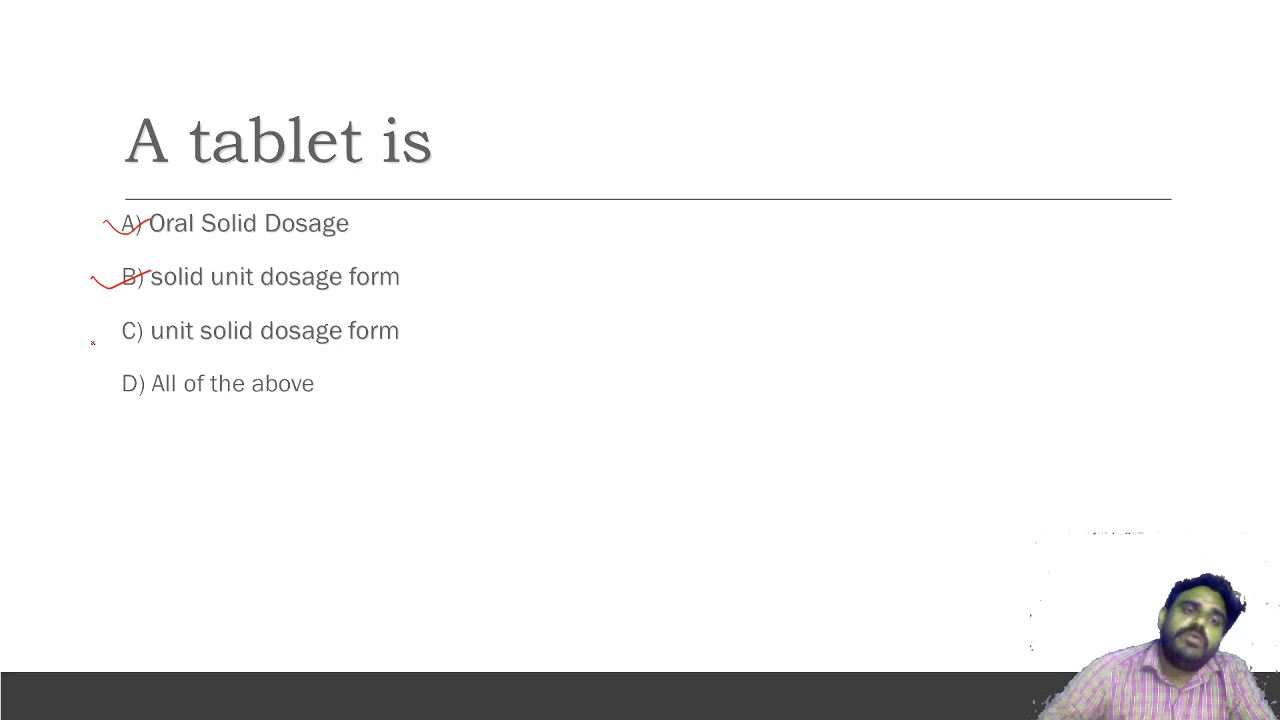 A tablet is
A) Oral Solid Dosage
B) solid unit dosage form
C) unit solid dosage form
D) All of the above